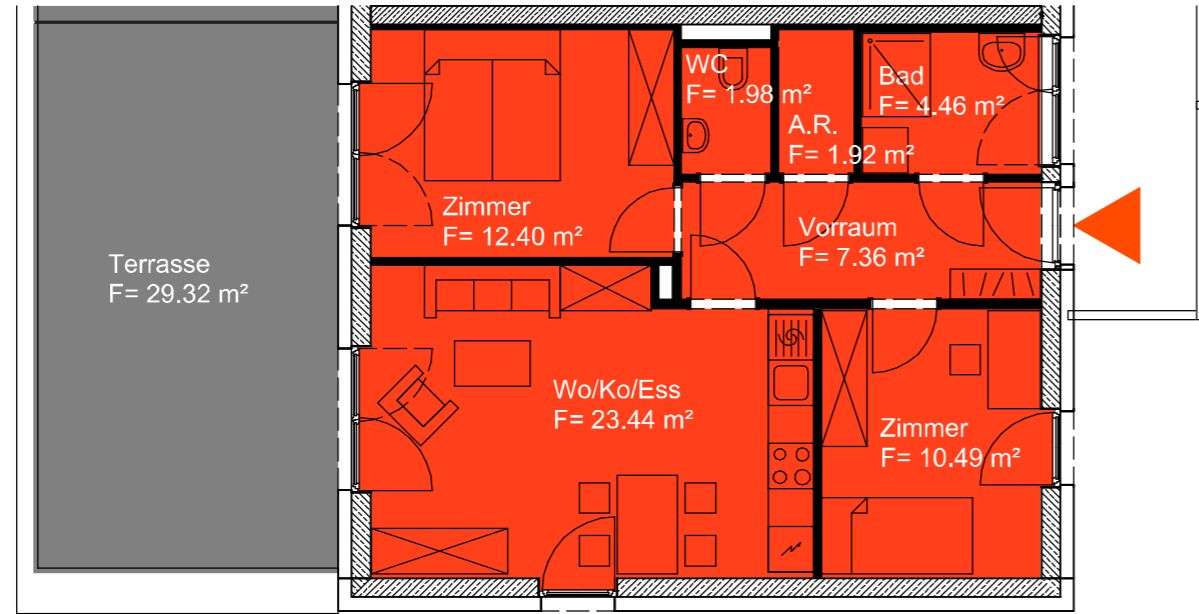 WC
F= 1.98 m²
Bad
F= 4.46 m²
A.R.
F= 1.92 m²
Zimmer
F= 12.40 m²
Vorraum
F= 7.36 m²
Terrasse
F= 29.32 m²
Wo/Ko/Ess
F= 23.44 m²
Zimmer
F= 10.49 m²